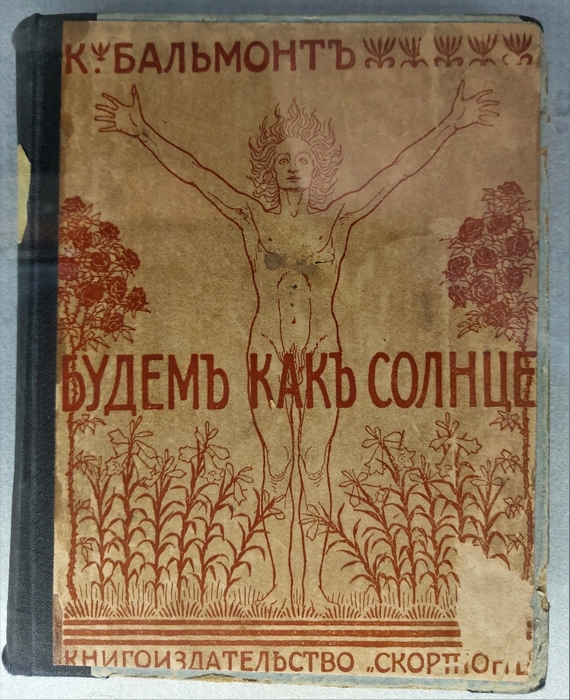 К. БАЛЬМОНТЪ
БУДЕМЪ КАКЪ СОЛНЦЕ
КНИГОИЗДАТЕЛЬСТВО „СКОРПІОНЪ